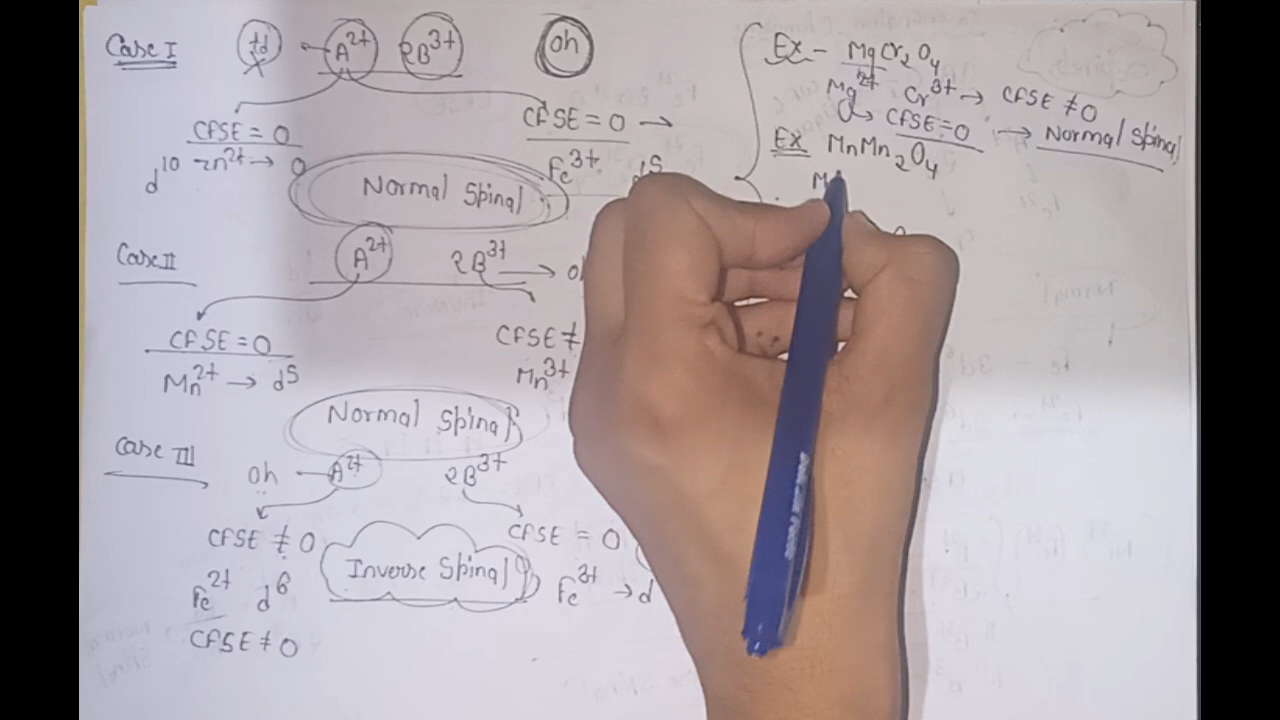 Case I td A2+ 2B3+ Oh
CFSE = 0 CFSE = 0 →
d10 Zn2+ → 0 Fe3+ d5
Normal Spinal
Case II A2+ 2B3+ →
CFSE = 0 CFSE ≠
Mn2+ → d5 Mn3+
Normal Spinal
Case III Oh A2+ 2B3+
CFSE ≠ 0 CFSE = 0
Fe2+ d6 Inverse Spinal Fe3+ → d
CFSE ≠ 0
Ex – MgCr2O4
Mg2+ Cr3+ → CFSE ≠ 0
↳ CFSE = 0 → Normal Spinal
Ex MnMn2O4